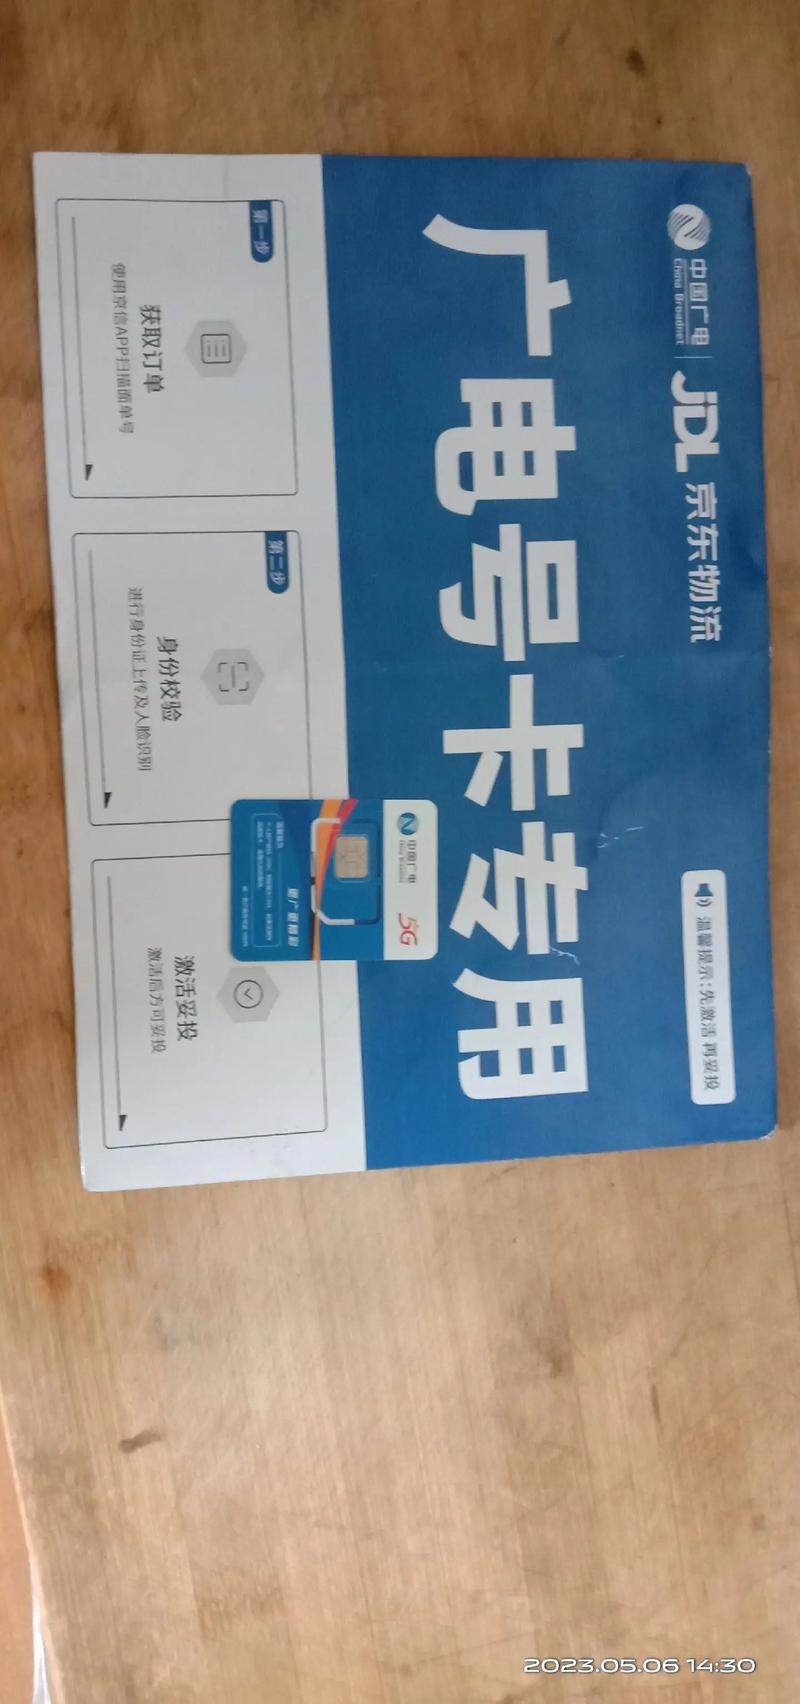 中国广电
China Broadnet
JDL 京东物流
温馨提示:先激活 再妥投
广电号卡专用
第一步
获取订单
使用京信APP扫描面单号
第二步
身份校验
进行身份证上传及人脸识别
激活妥投
激活后方可妥投
中国广电
China Broadnet
5G
2023.05.06 14:30